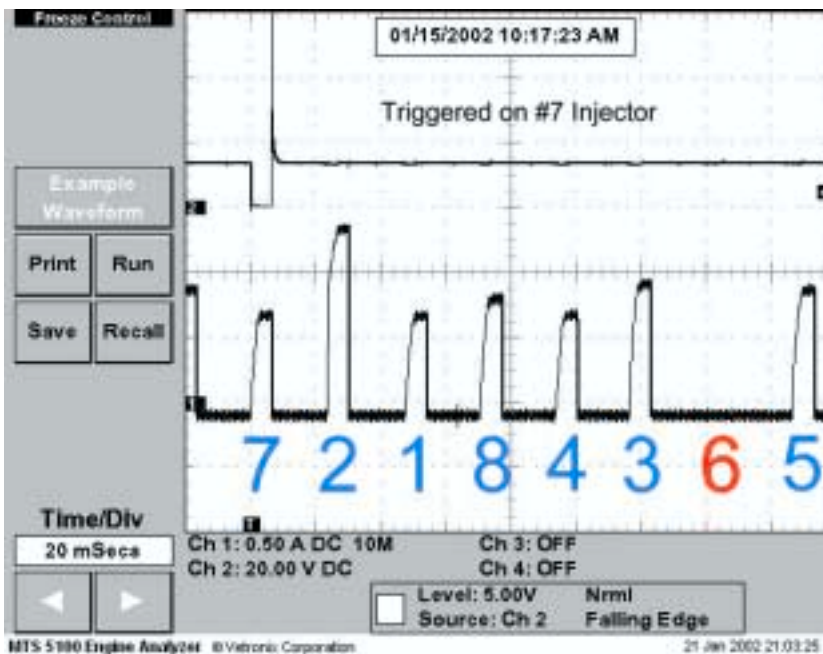 Freeze Control
01/15/2002 10:17:23 AM
Triggered on #7 Injector
Example
Waveform
2
Print
Run
Save
Recall
1
7 2 1 8 4 3 6 5
T
Time/Div
20 mSecs
Ch 1: 0.50 A DC 10M
Ch 3: OFF
Ch 2: 20.00 V DC
Ch 4: OFF
Level: 5.00V
Nrml
Source: Ch 2
Falling Edge
MTS 5100 Engine Analyzer © Vetronix Corporation
21 Jan 2002 21:03:25